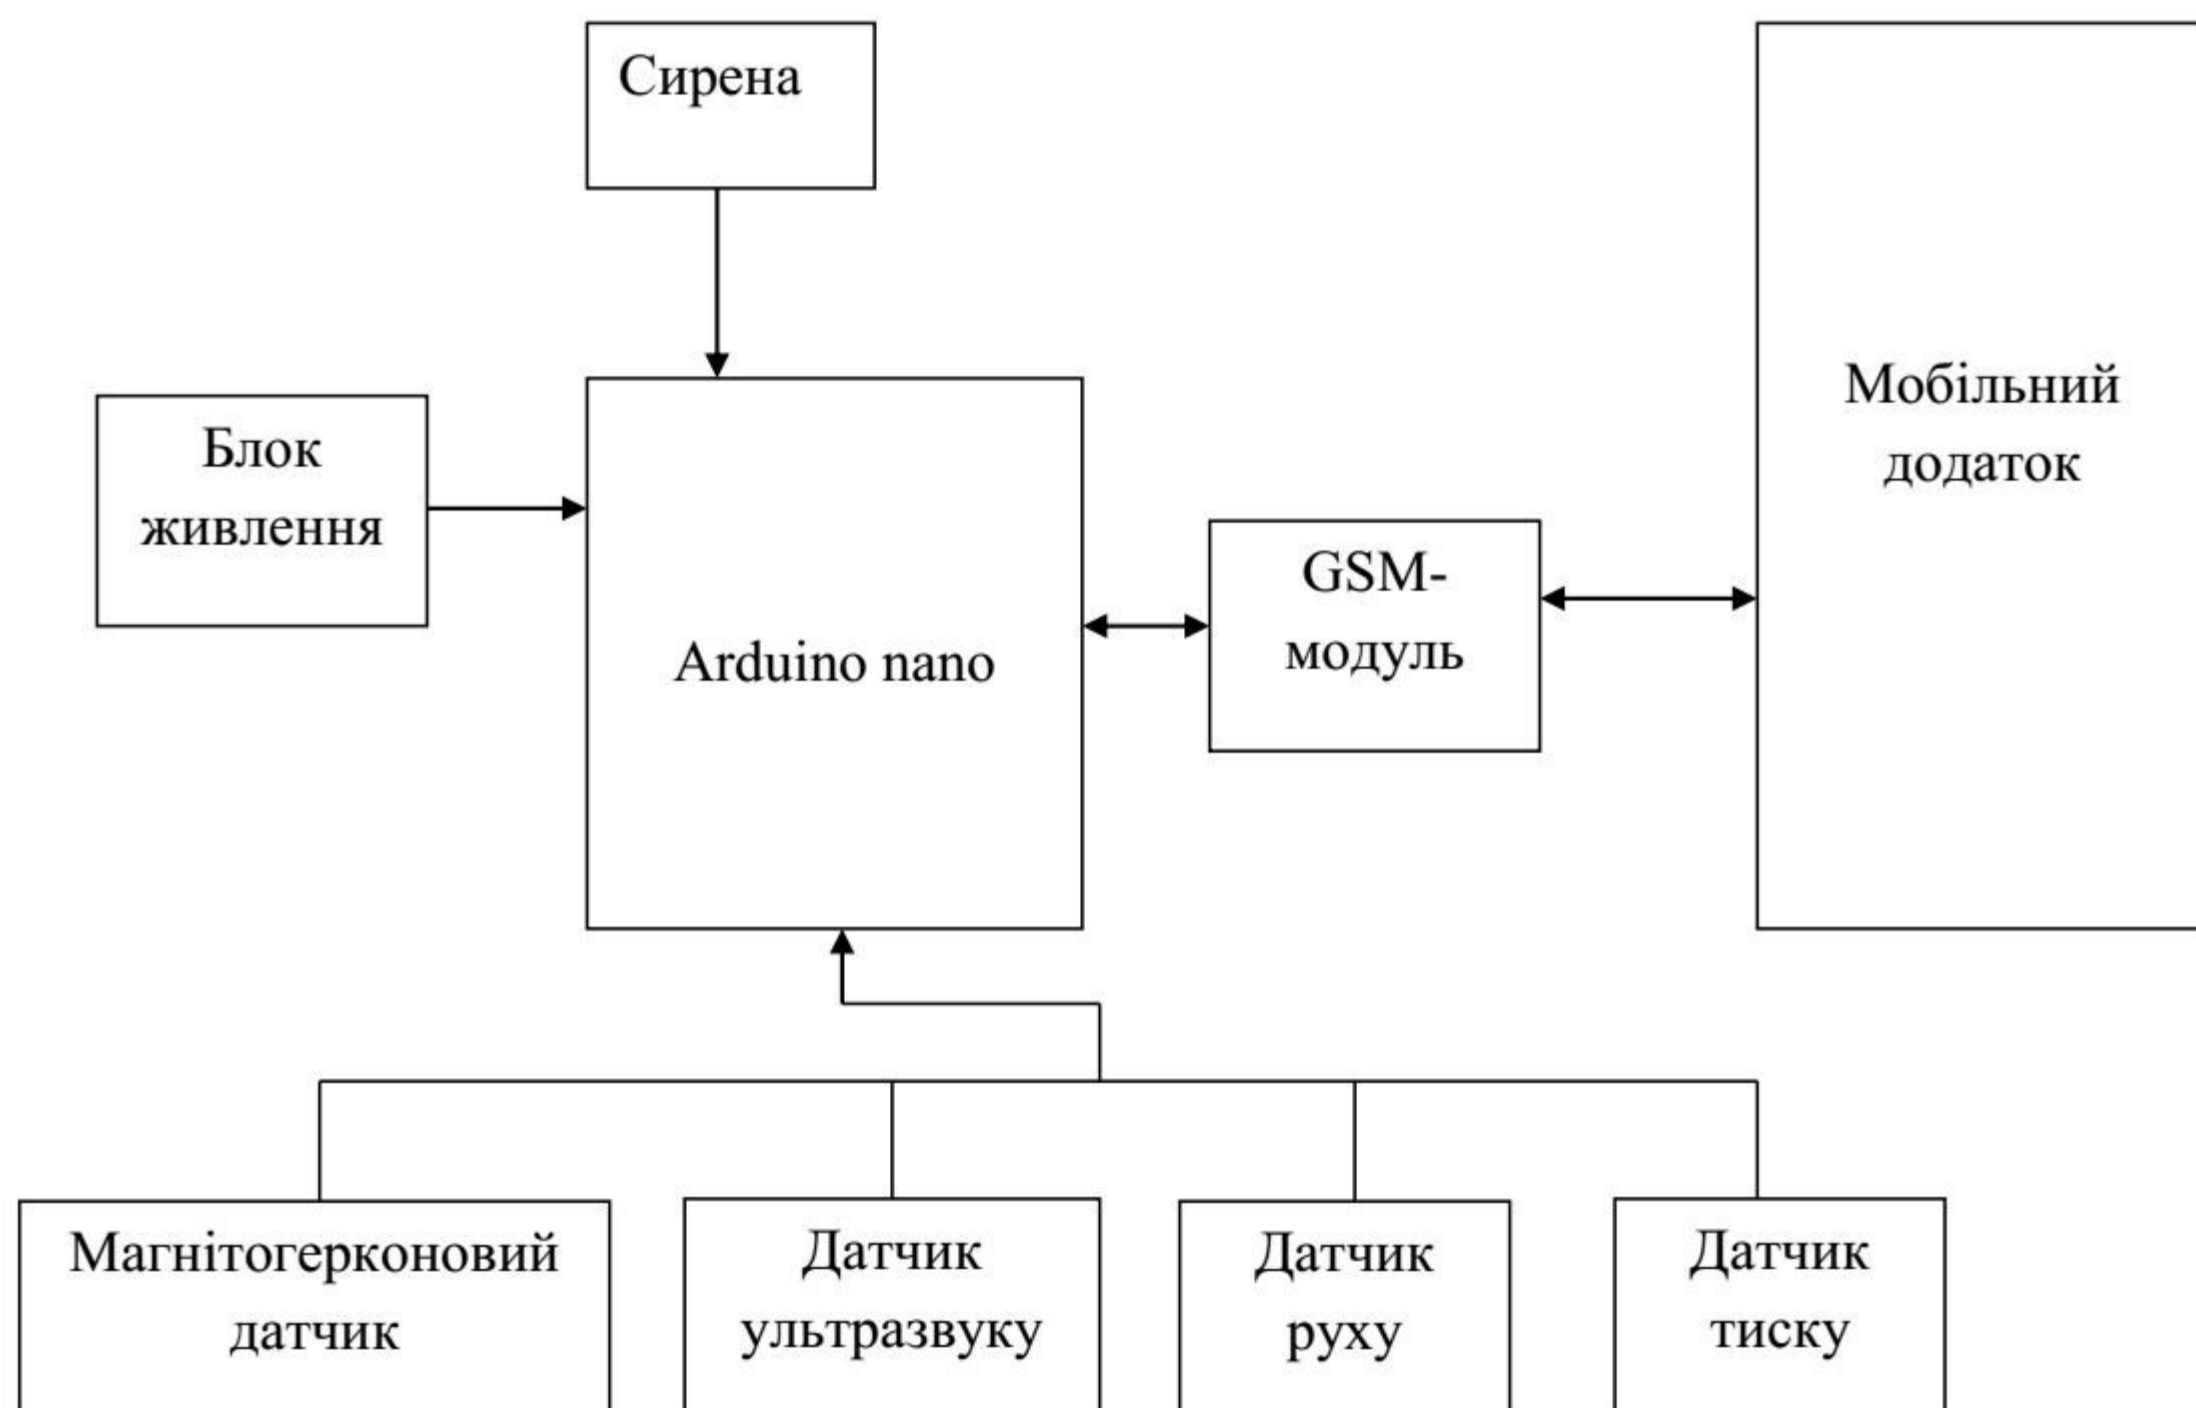 Сирена
Мобільний
додаток
Блок
живлення
GSM-
модуль
Arduino nano
Магнітогерконовий
датчик
Датчик
ультразвуку
Датчик
руху
Датчик
тиску